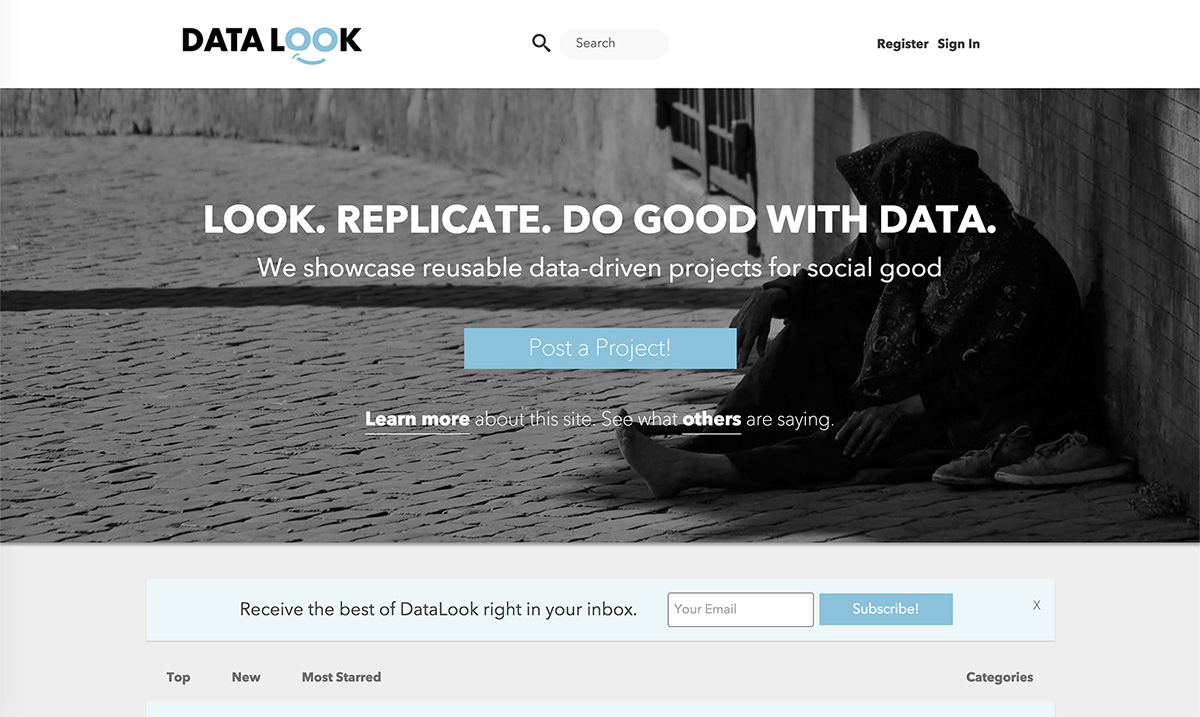 DATA LOOK
Search
Register Sign In
LOOK. REPLICATE. DO GOOD WITH DATA.
We showcase reusable data-driven projects for social good
Post a Project!
Learn more about this site. See what others are saying.
Receive the best of DataLook right in your inbox.
Your Email
Subscribe!
X
Top New Most Starred Categories